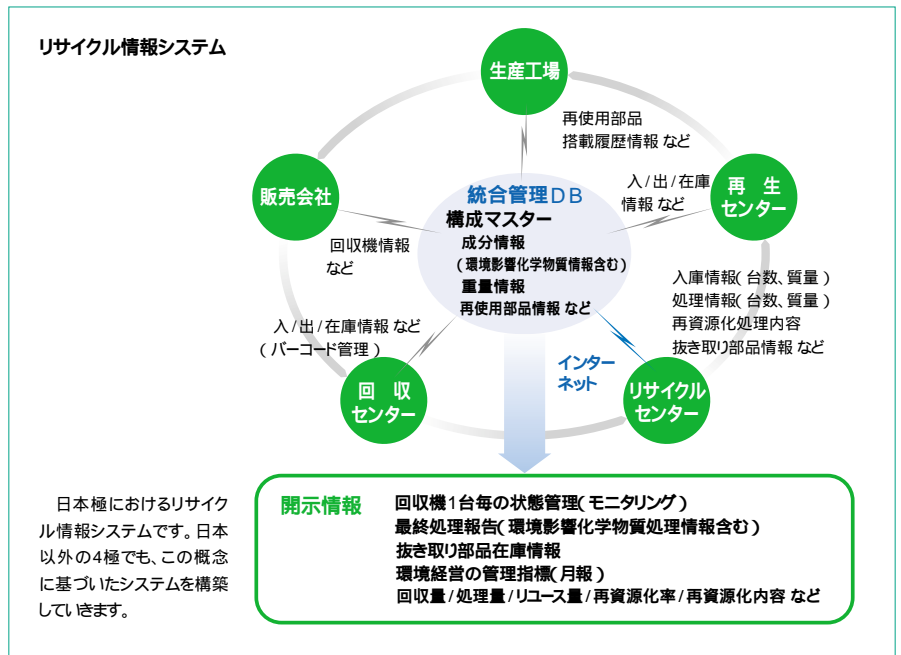 リサイクル情報システム
生産工場
再使用部品
搭載履歴情報 など
販売会社
回収機情報
など
統合管理DB
構成マスター
成分情報
(環境影響化学物質情報含む)
重量情報
再使用部品情報 など
入/出/在庫
情報 など
再 生
センター
入庫情報(台数、質量)
処理情報(台数、質量)
再資源化処理内容
抜き取り部品情報 など
入/出/在庫情報 など
(バーコード管理)
回 収
センター
インター
ネット
リサイクル
センター
日本極におけるリサイク
ル情報システムです。日本
以外の4極でも、この概念
に基づいたシステムを構築
していきます。
開示情報
回収機1台毎の状態管理(モニタリング)
最終処理報告(環境影響化学物質処理情報含む)
抜き取り部品在庫情報
環境経営の管理指標(月報)
回収量/処理量/リユース量/再資源化率/再資源化内容 など